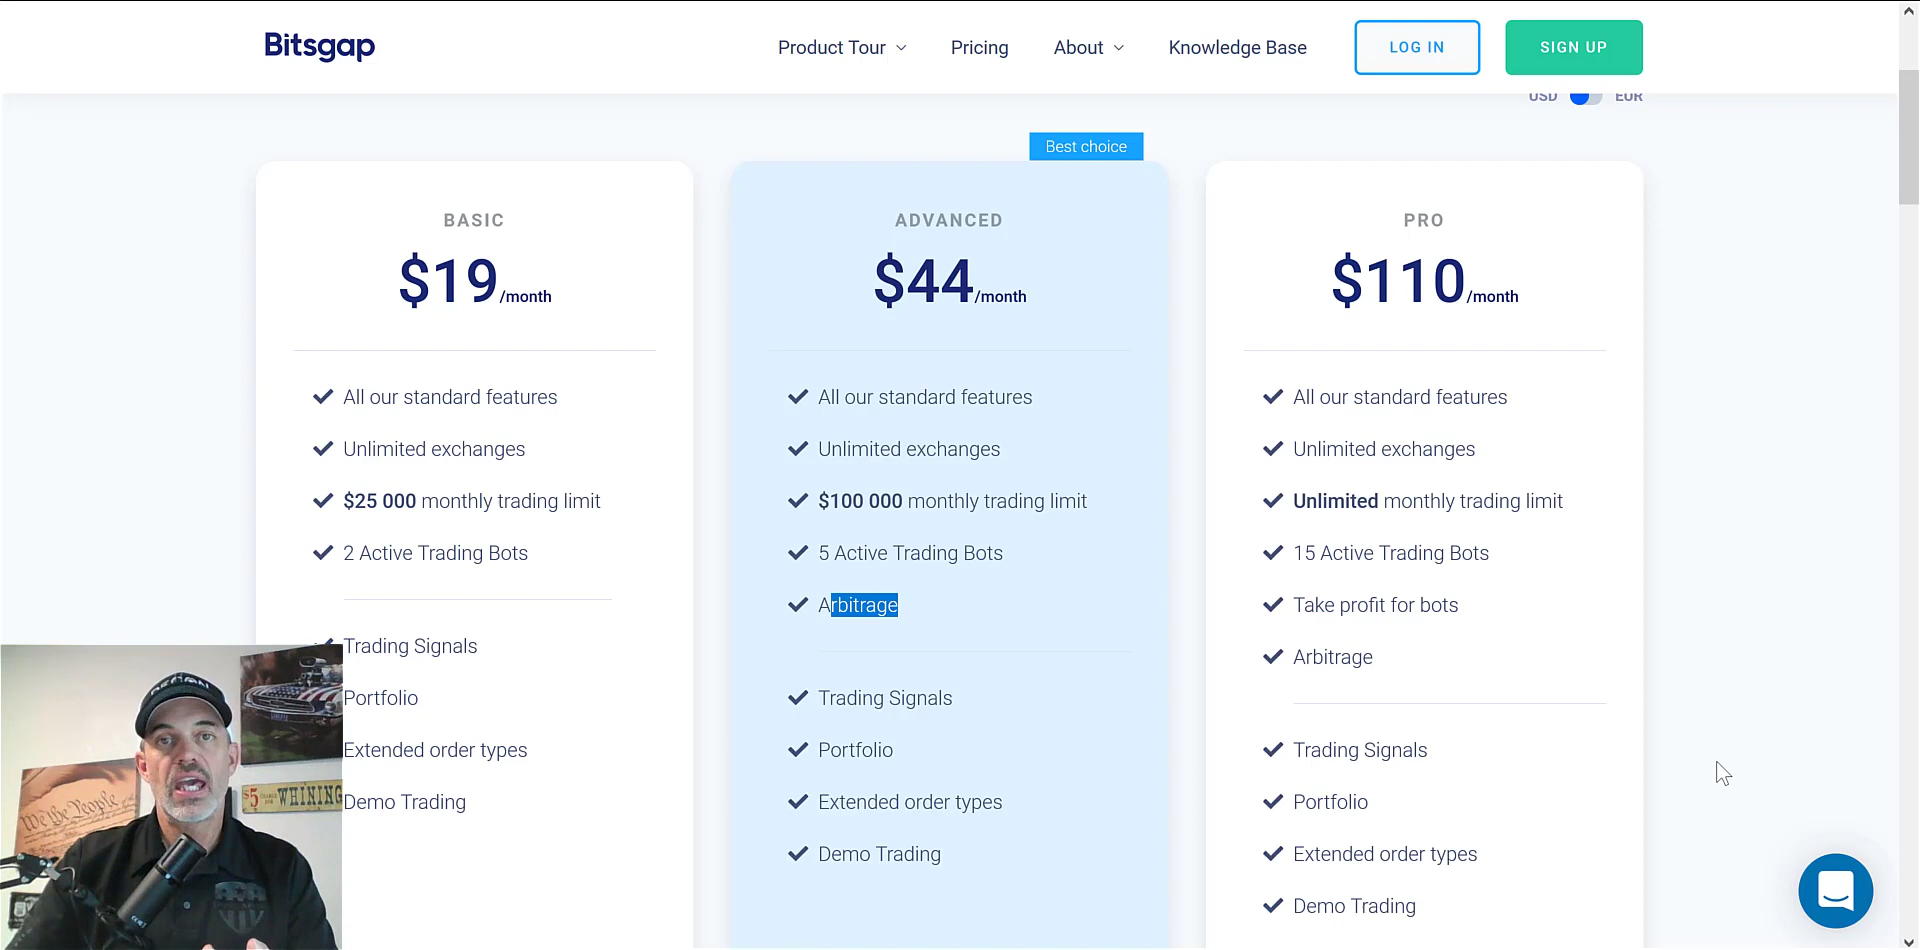 Bitsgap
Product Tour
Pricing
About
Knowledge Base
LOG IN
SIGN UP
USD
EUR
Best choice
BASIC
$19/month
All our standard features
Unlimited exchanges
$25 000 monthly trading limit
2 Active Trading Bots
Trading Signals
Portfolio
Extended order types
Demo Trading
ADVANCED
$44/month
All our standard features
Unlimited exchanges
$100 000 monthly trading limit
5 Active Trading Bots
Arbitrage
Trading Signals
Portfolio
Extended order types
Demo Trading
PRO
$110/month
All our standard features
Unlimited exchanges
Unlimited monthly trading limit
15 Active Trading Bots
Take profit for bots
Arbitrage
Trading Signals
Portfolio
Extended order types
Demo Trading
We the People
$5 CHARGE FOR WHINING